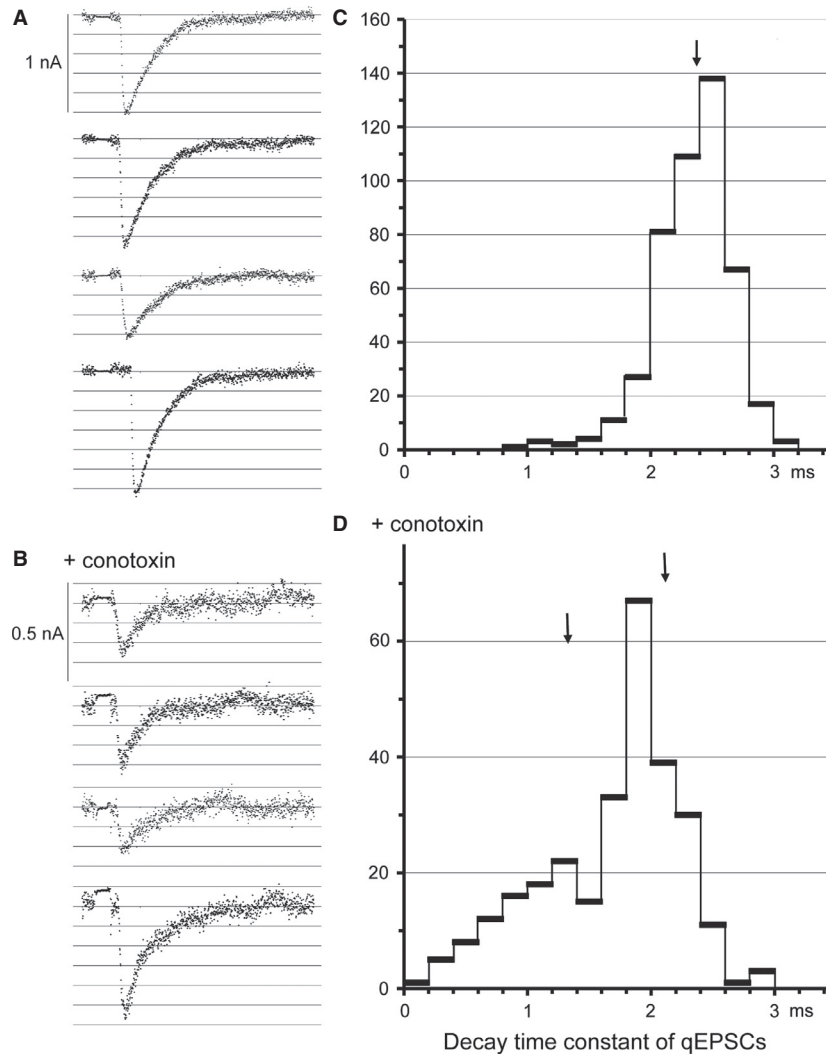 A
1 nA
B + conotoxin
0.5 nA
C
160
140
120
100
80
60
40
20
0
0 1 2 3 ms
D + conotoxin
60
40
20
0
0 1 2 3 ms
Decay time constant of qEPSCs